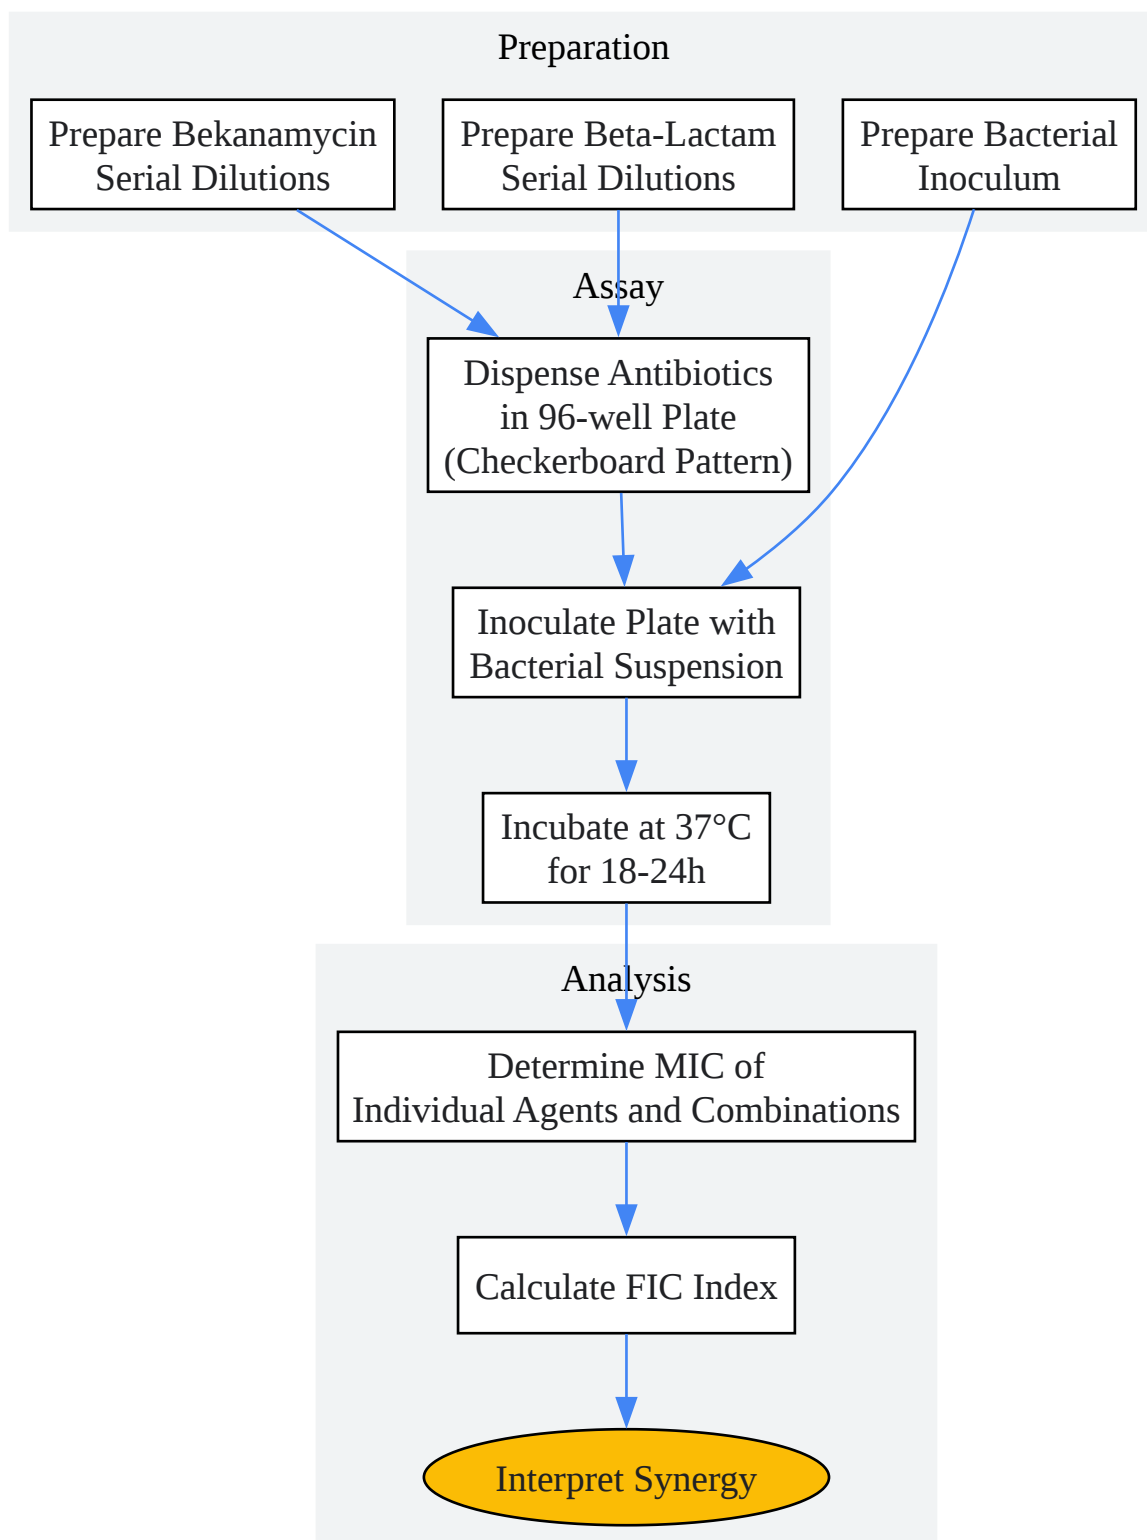 Preparation
Prepare Bekanamycin
Serial Dilutions
Prepare Beta-Lactam
Serial Dilutions
Prepare Bacterial
Inoculum
Assay
Dispense Antibiotics
in 96-well Plate
(Checkerboard Pattern)
Inoculate Plate with
Bacterial Suspension
Incubate at 37°C
for 18-24h
Analysis
Determine MIC of
Individual Agents and Combinations
Calculate FIC Index
Interpret Synergy